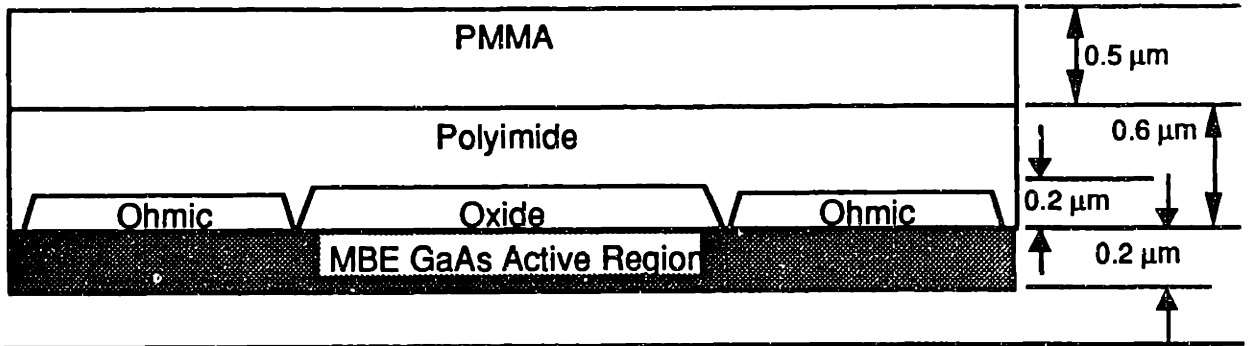 PMMA
0.5 μm
Polyimide
0.6 μm
Ohmic
Oxide
Ohmic
0.2 μm
MBE GaAs Active Region
0.2 μm